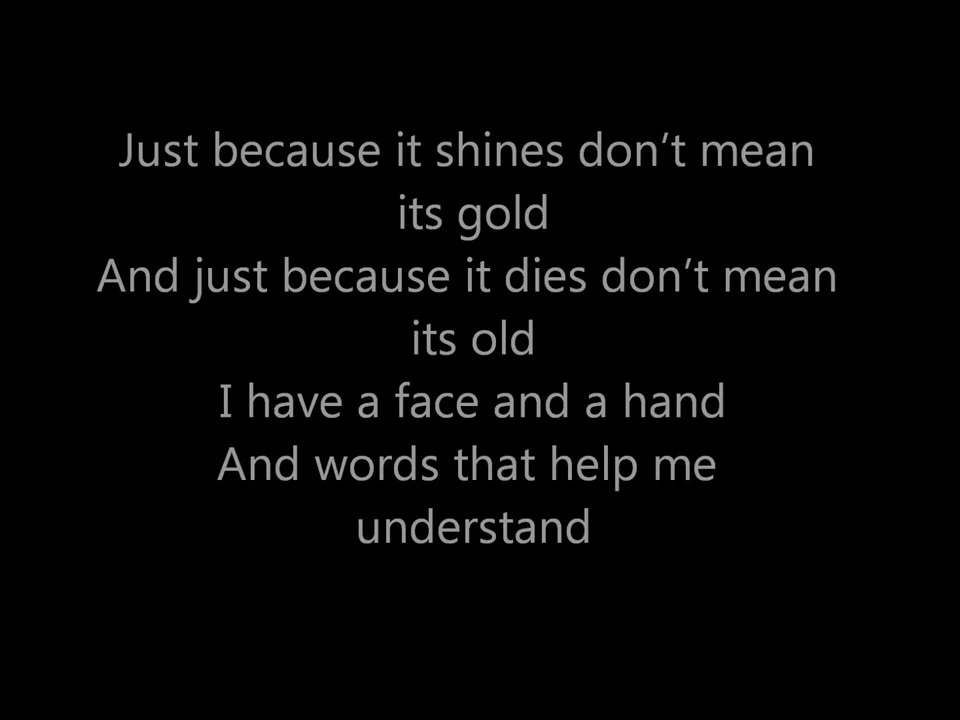 Just because it shines don’t mean
its gold
And just because it dies don’t mean
its old
I have a face and a hand
And words that help me
understand